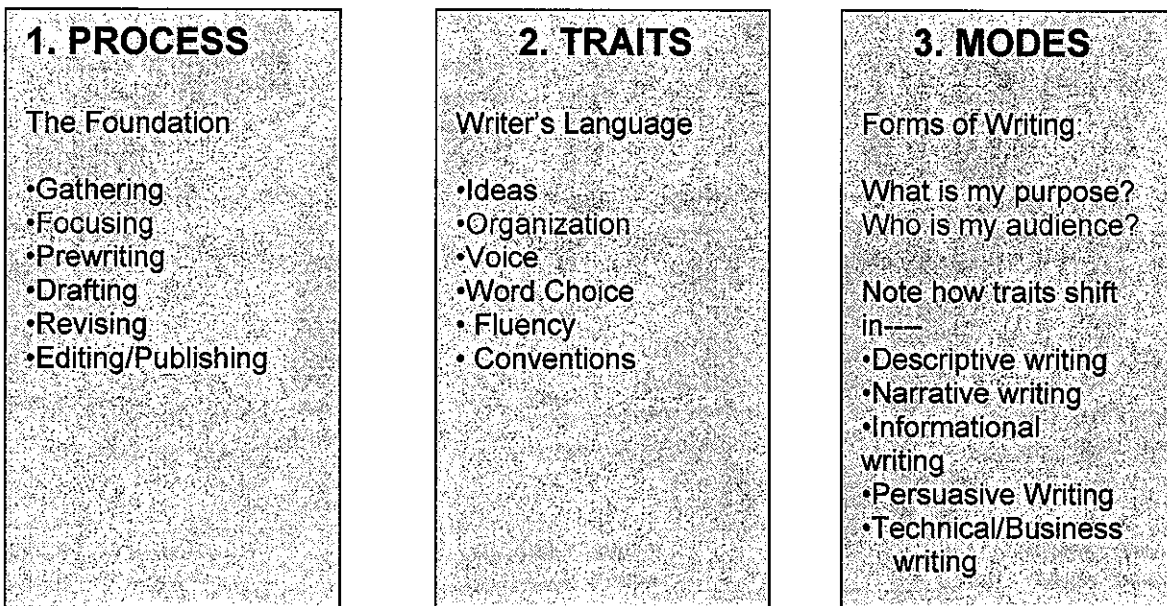 1. PROCESS
The Foundation
•Gathering
•Focusing
•Prewriting
•Drafting
•Revising
•Editing/Publishing
2. TRAITS
Writer's Language
•Ideas
•Organization
•Voice
•Word Choice
• Fluency
• Conventions
3. MODES
Forms of Writing:
What is my purpose?
Who is my audience?
Note how traits shift
in----
•Descriptive writing
•Narrative writing
•Informational
writing
•Persuasive Writing
•Technical/Business
writing